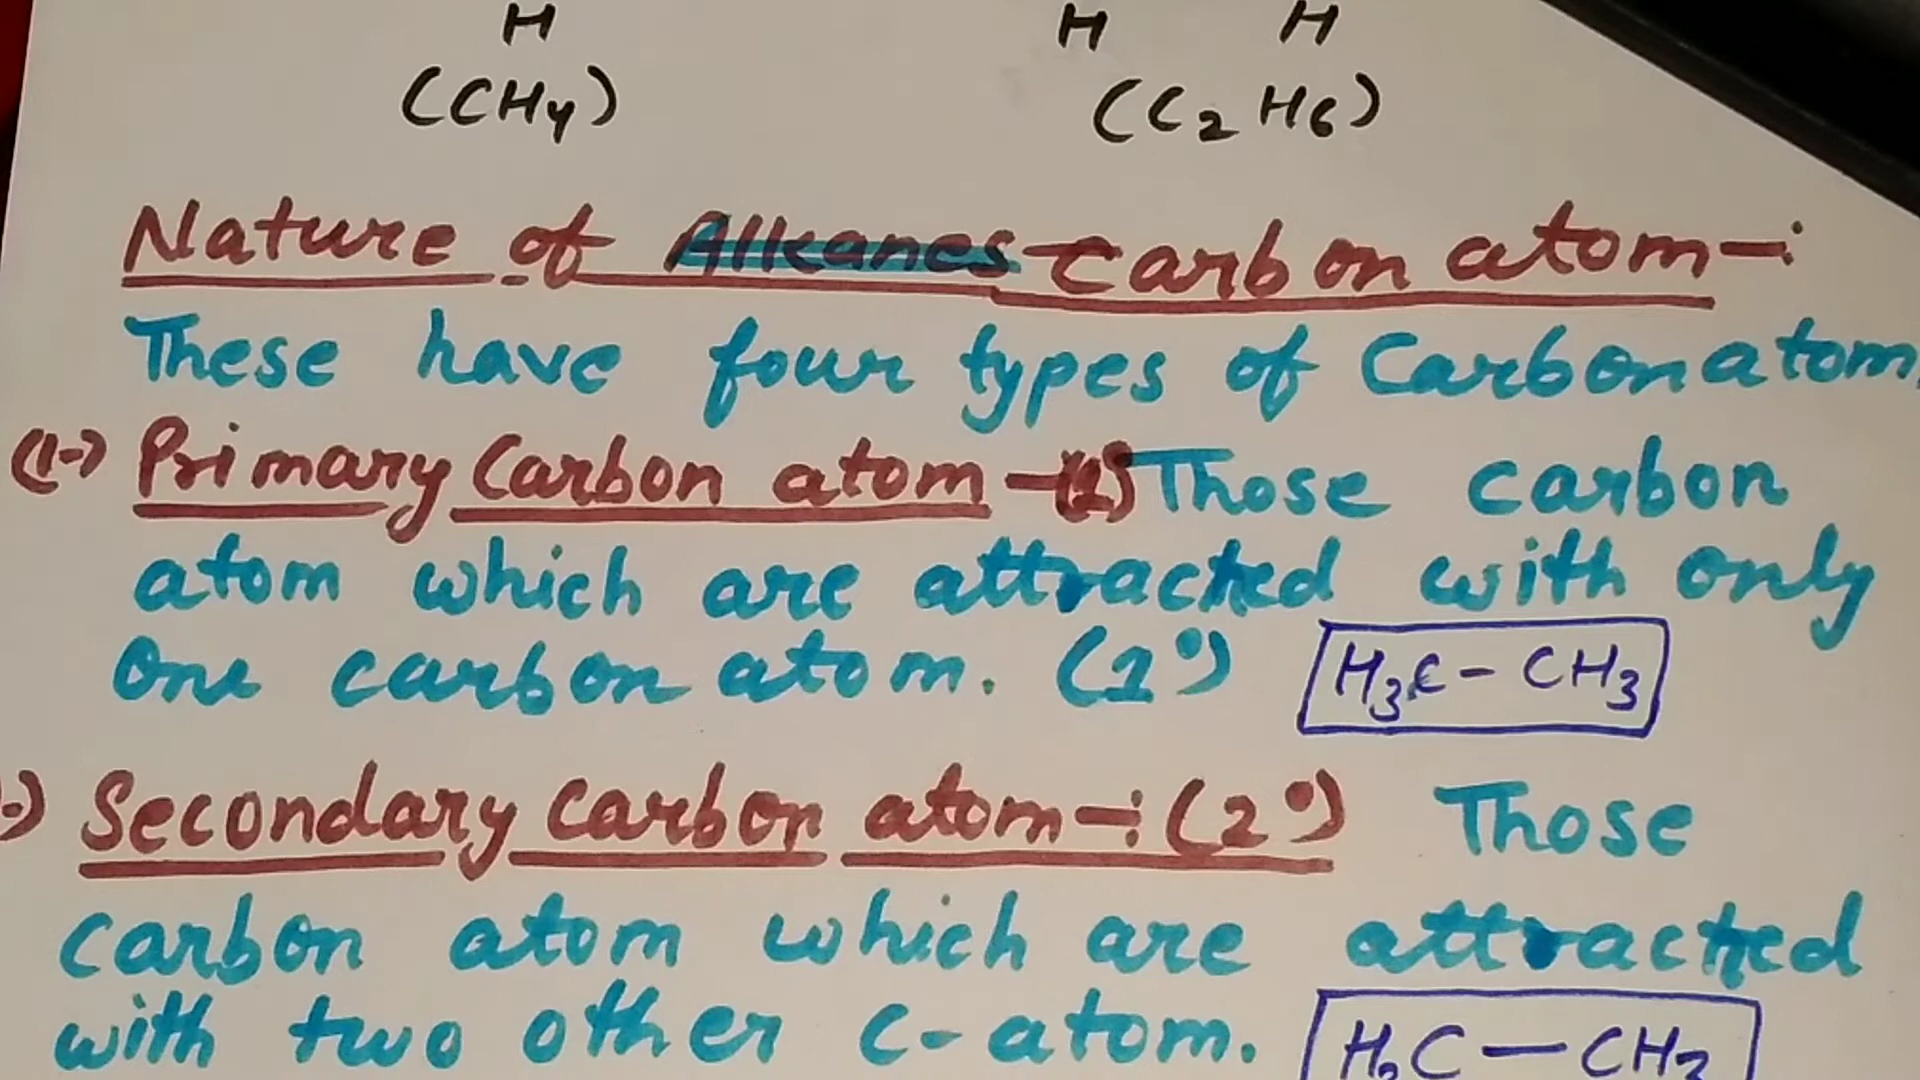 H H H
(CH4) (C2H6)
Nature of Alkanes Carbon atom-:
These have four types of Carbon atom.
(1-) Primary Carbon atom - Those carbon
atom which are attracted with only
one carbon atom. (1°) H3C - CH3
-) Secondary Carbon atom-: (2°) Those
carbon atom which are attracted
with two other C-atom.